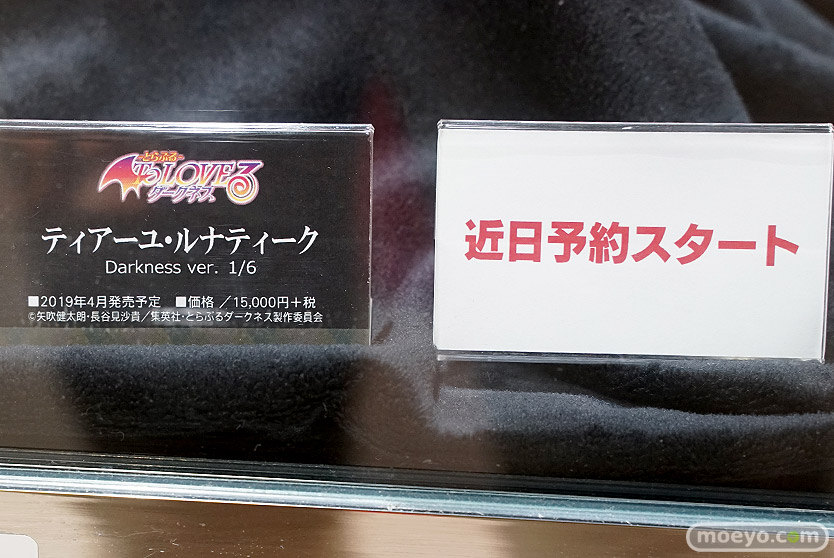 とらぶる
ToLOVEる
ダークネス
ティアーユ・ルナティーク
Darkness ver. 1/6
■2019年4月発売予定 ■価格／15,000円＋税
©矢吹健太朗・長谷見沙貴／集英社・とらぶるダークネス製作委員会
近日予約スタート
moeyo.com